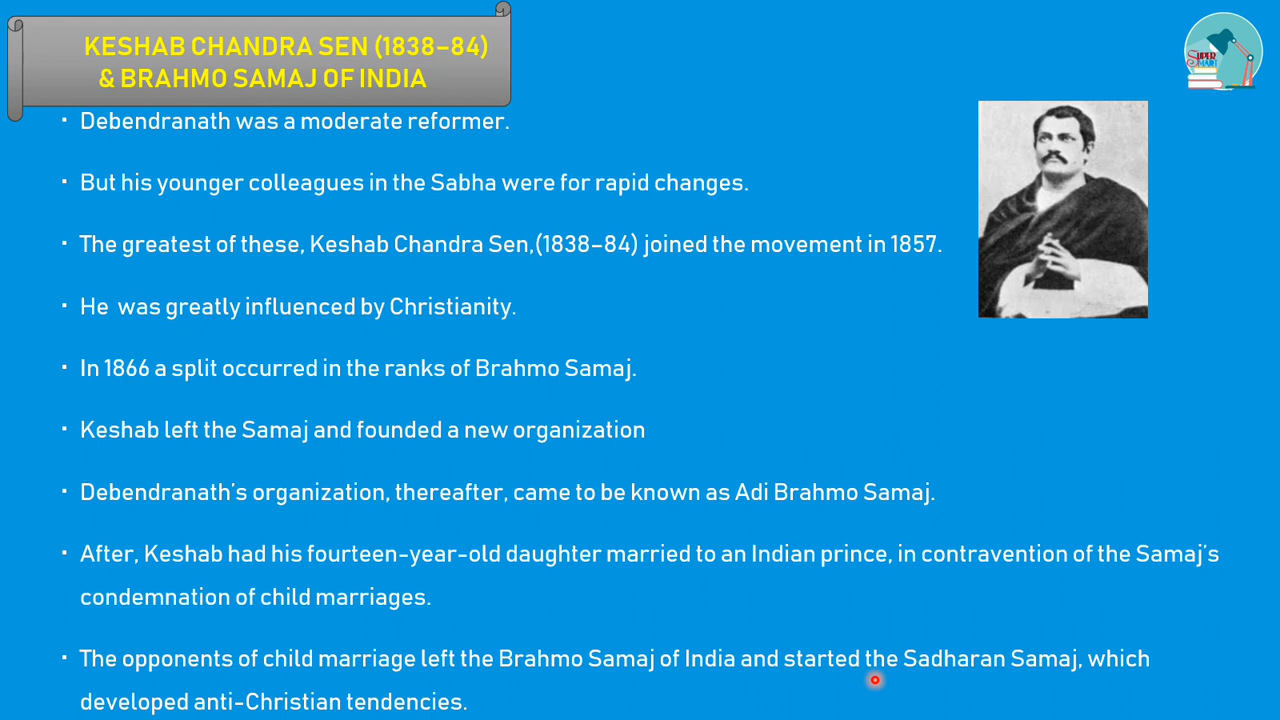 KESHAB CHANDRA SEN (1838–84)
& BRAHMO SAMAJ OF INDIA
SUPER
SMART
▪ Debendranath was a moderate reformer.
▪ But his younger colleagues in the Sabha were for rapid changes.
▪ The greatest of these, Keshab Chandra Sen,(1838–84) joined the movement in 1857.
▪ He  was greatly influenced by Christianity.
▪ In 1866 a split occurred in the ranks of Brahmo Samaj.
▪ Keshab left the Samaj and founded a new organization
▪ Debendranath’s organization, thereafter, came to be known as Adi Brahmo Samaj.
▪ After, Keshab had his fourteen-year-old daughter married to an Indian prince, in contravention of the Samaj’s
condemnation of child marriages.
▪ The opponents of child marriage left the Brahmo Samaj of India and started the Sadharan Samaj, which
developed anti-Christian tendencies.